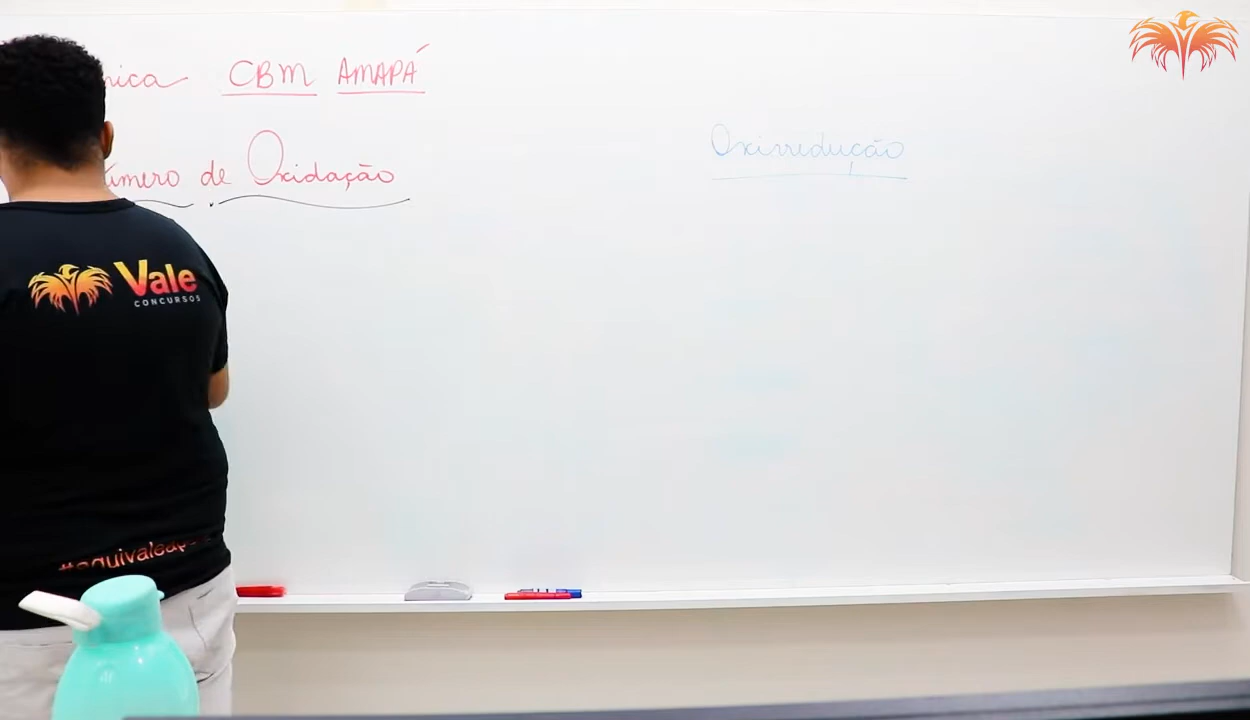 CBM AMAPÁ
de Oxidação
Oxirredução
Vale
CONCURSOS